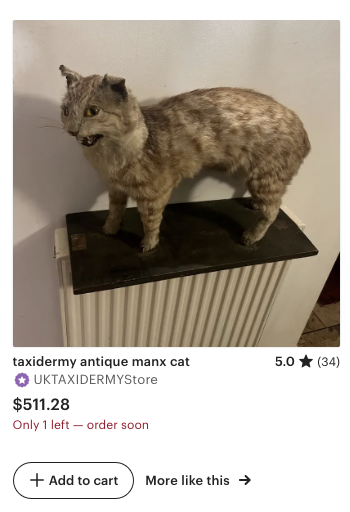 taxidermy antique manx cat 5.0 ★ (34)
UKTAXIDERMYStore
$511.28
Only 1 left — order soon
+ Add to cart More like this →